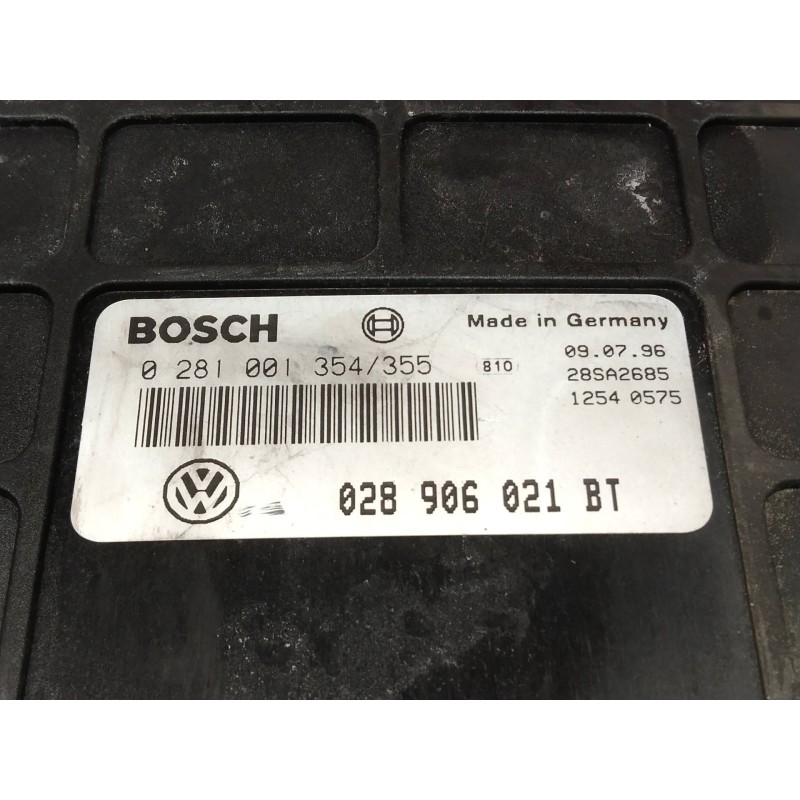 BOSCH
Made in Germany
0 281 001 354/355
810
09.07.96
28SA2685
1254 0575
028 906 021 BT